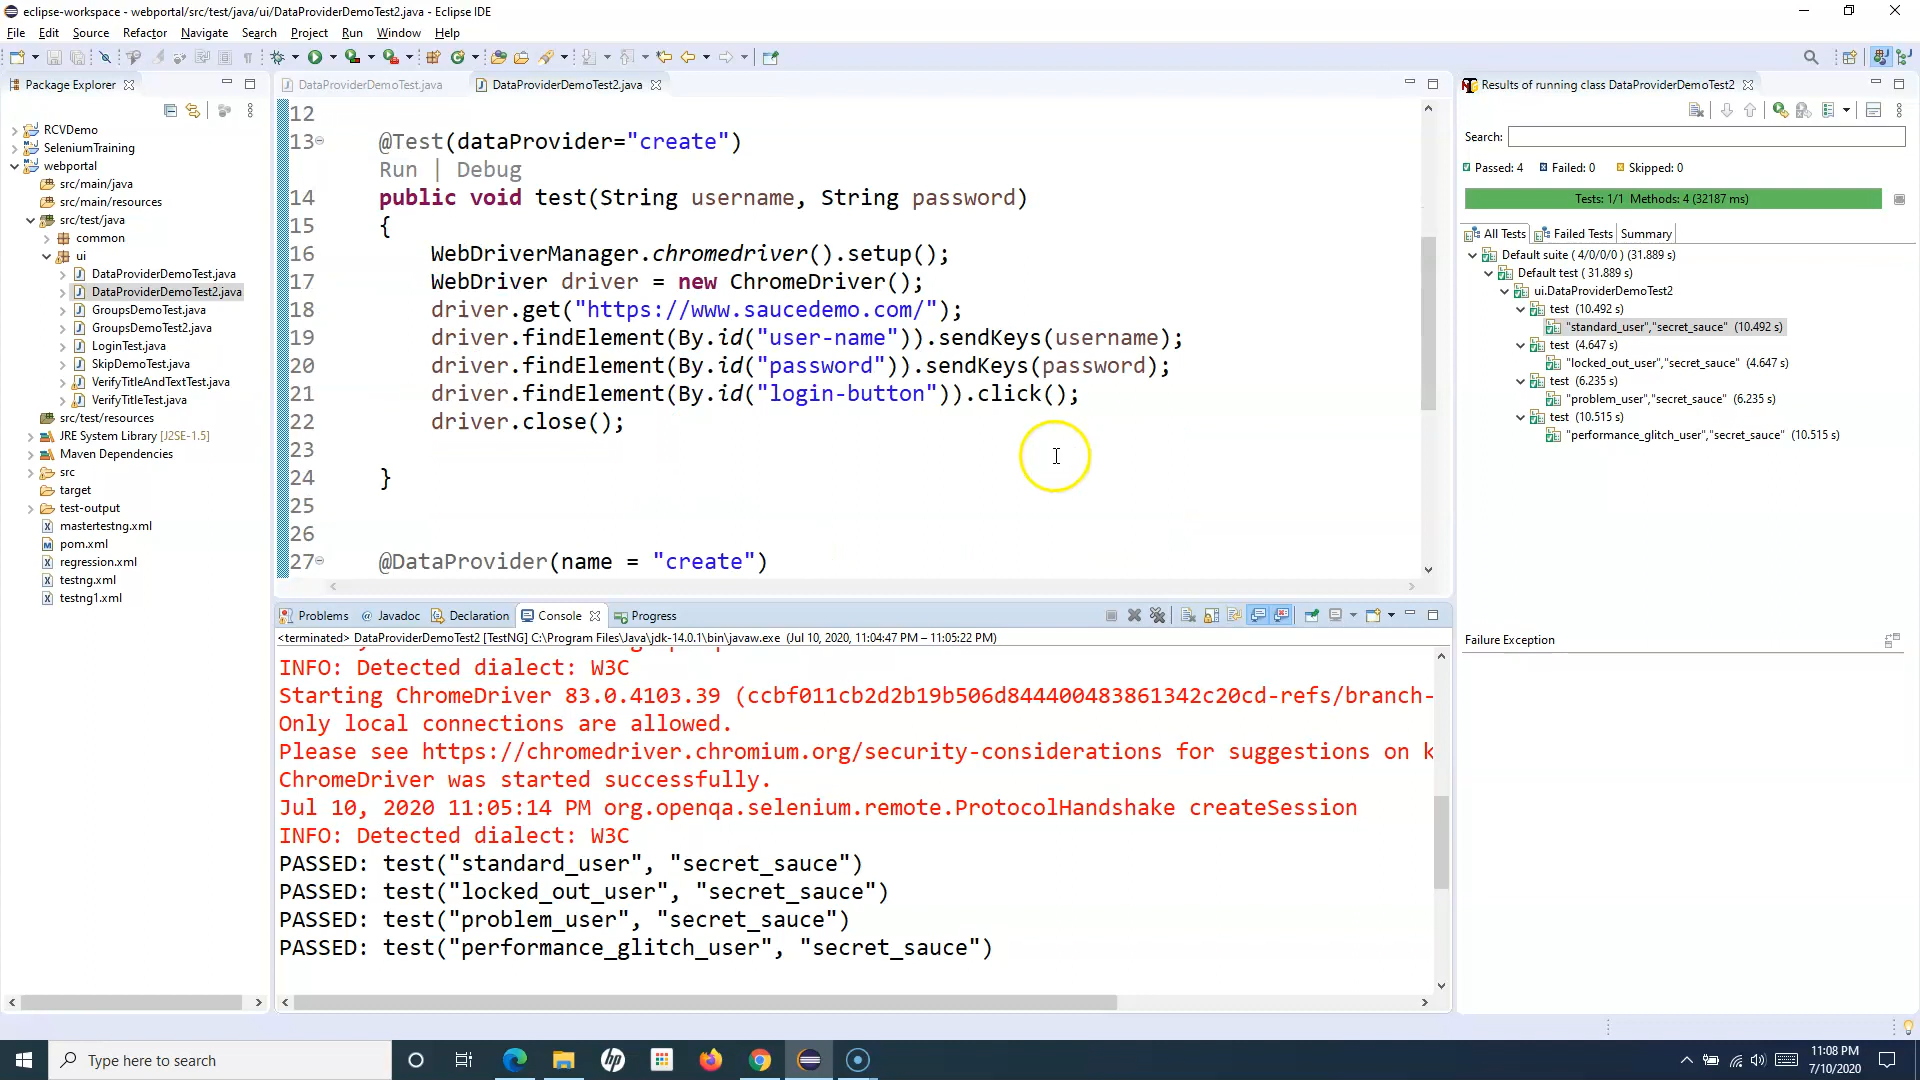 eclipse-workspace - webportal/src/test/java/ui/DataProviderDemoTest2.java - Eclipse IDE
File Edit Source Refactor Navigate Search Project Run Window Help
Package Explorer
RCVDemo
SeleniumTraining
webportal
src/main/java
src/main/resources
src/test/java
common
ui
DataProviderDemoTest.java
DataProviderDemoTest2.java
GroupsDemoTest.java
GroupsDemoTest2.java
LoginTest.java
SkipDemoTest.java
VerifyTitleAndTextTest.java
VerifyTitleTest.java
src/test/resources
JRE System Library [J2SE-1.5]
Maven Dependencies
src
target
test-output
mastertestng.xml
pom.xml
regression.xml
testng.xml
testng1.xml
DataProviderDemoTest.java DataProviderDemoTest2.java
12
13 @Test(dataProvider="create")
Run | Debug
14 public void test(String username, String password)
15 {
16 WebDriverManager.chromedriver().setup();
17 WebDriver driver = new ChromeDriver();
18 driver.get("https://www.saucedemo.com/");
19 driver.findElement(By.id("user-name")).sendKeys(username);
20 driver.findElement(By.id("password")).sendKeys(password);
21 driver.findElement(By.id("login-button")).click();
22 driver.close();
23
24 }
25
26
27 @DataProvider(name = "create")
Problems Javadoc Declaration Console Progress
<terminated> DataProviderDemoTest2 [TestNG] C:\Program Files\Java\jdk-14.0.1\bin\javaw.exe (Jul 10, 2020, 11:04:47 PM – 11:05:22 PM)
INFO: Detected dialect: W3C
Starting ChromeDriver 83.0.4103.39 (ccbf011cb2d2b19b506d844400483861342c20cd-refs/branch-
Only local connections are allowed.
Please see https://chromedriver.chromium.org/security-considerations for suggestions on k
ChromeDriver was started successfully.
Jul 10, 2020 11:05:14 PM org.openqa.selenium.remote.ProtocolHandshake createSession
INFO: Detected dialect: W3C
PASSED: test("standard_user", "secret_sauce")
PASSED: test("locked_out_user", "secret_sauce")
PASSED: test("problem_user", "secret_sauce")
PASSED: test("performance_glitch_user", "secret_sauce")
Results of running class DataProviderDemoTest2
Search:
Passed: 4 Failed: 0 Skipped: 0
Tests: 1/1 Methods: 4 (32187 ms)
All Tests Failed Tests Summary
Default suite ( 4/0/0/0 ) (31.889 s)
Default test ( 31.889 s)
ui.DataProviderDemoTest2
test (10.492 s)
"standard_user","secret_sauce" (10.492 s)
test (4.647 s)
"locked_out_user","secret_sauce" (4.647 s)
test (6.235 s)
"problem_user","secret_sauce" (6.235 s)
test (10.515 s)
"performance_glitch_user","secret_sauce" (10.515 s)
Failure Exception
Type here to search
hp
11:08 PM
7/10/2020